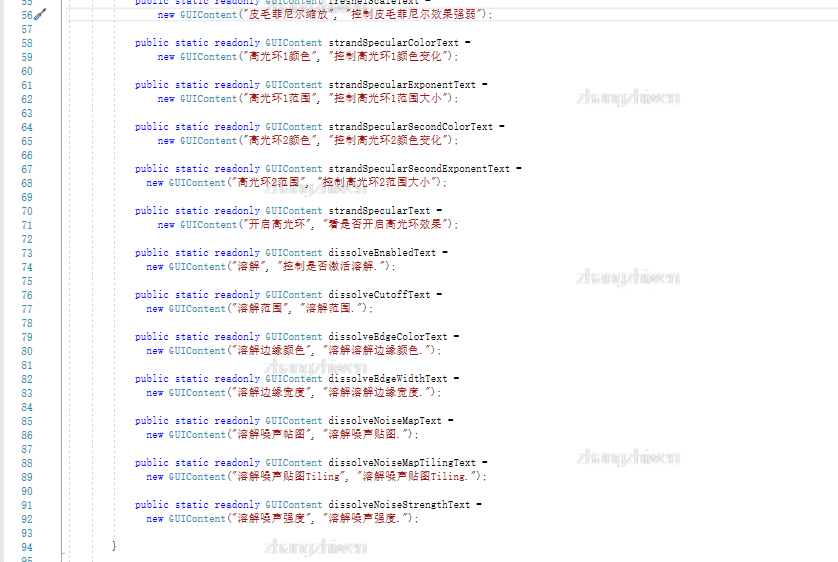 55 public static readonly GUIContent fresnelScaleText =
56 new GUIContent("皮毛菲尼尔缩放", "控制皮毛菲尼尔效果强弱");
57
58 public static readonly GUIContent strandSpecularColorText =
59 new GUIContent("高光环1颜色", "控制高光环1颜色变化");
60
61 public static readonly GUIContent strandSpecularExponentText =
62 new GUIContent("高光环1范围", "控制高光环1范围大小");
63
64 public static readonly GUIContent strandSpecularSecondColorText =
65 new GUIContent("高光环2颜色", "控制高光环2颜色变化");
66
67 public static readonly GUIContent strandSpecularSecondExponentText =
68 new GUIContent("高光环2范围", "控制高光环2范围大小");
69
70 public static readonly GUIContent strandSpecularText =
71 new GUIContent("开启高光环", "看是否开启高光环效果");
72
73 public static readonly GUIContent dissolveEnabledText =
74 new GUIContent("溶解", "控制是否激活溶解.");
75
76 public static readonly GUIContent dissolveCutoffText =
77 new GUIContent("溶解范围", "溶解范围.");
78
79 public static readonly GUIContent dissolveEdgeColorText =
80 new GUIContent("溶解边缘颜色", "溶解溶解边缘颜色.");
81
82 public static readonly GUIContent dissolveEdgeWidthText =
83 new GUIContent("溶解边缘宽度", "溶解溶解边缘宽度.");
84
85 public static readonly GUIContent dissolveNoiseMapText =
86 new GUIContent("溶解噪声帖图", "溶解噪声贴图.");
87
88 public static readonly GUIContent dissolveNoiseMapTilingText =
89 new GUIContent("溶解噪声贴图Tiling", "溶解噪声贴图Tiling.");
90
91 public static readonly GUIContent dissolveNoiseStrengthText =
92 new GUIContent("溶解噪声强度", "溶解噪声强度.");
93
94 }
95
zhangzhiwen
zhangzhiwen
zhangzhiwen
zhangzhiwen
zhangzhiwen
zhangzhiwen